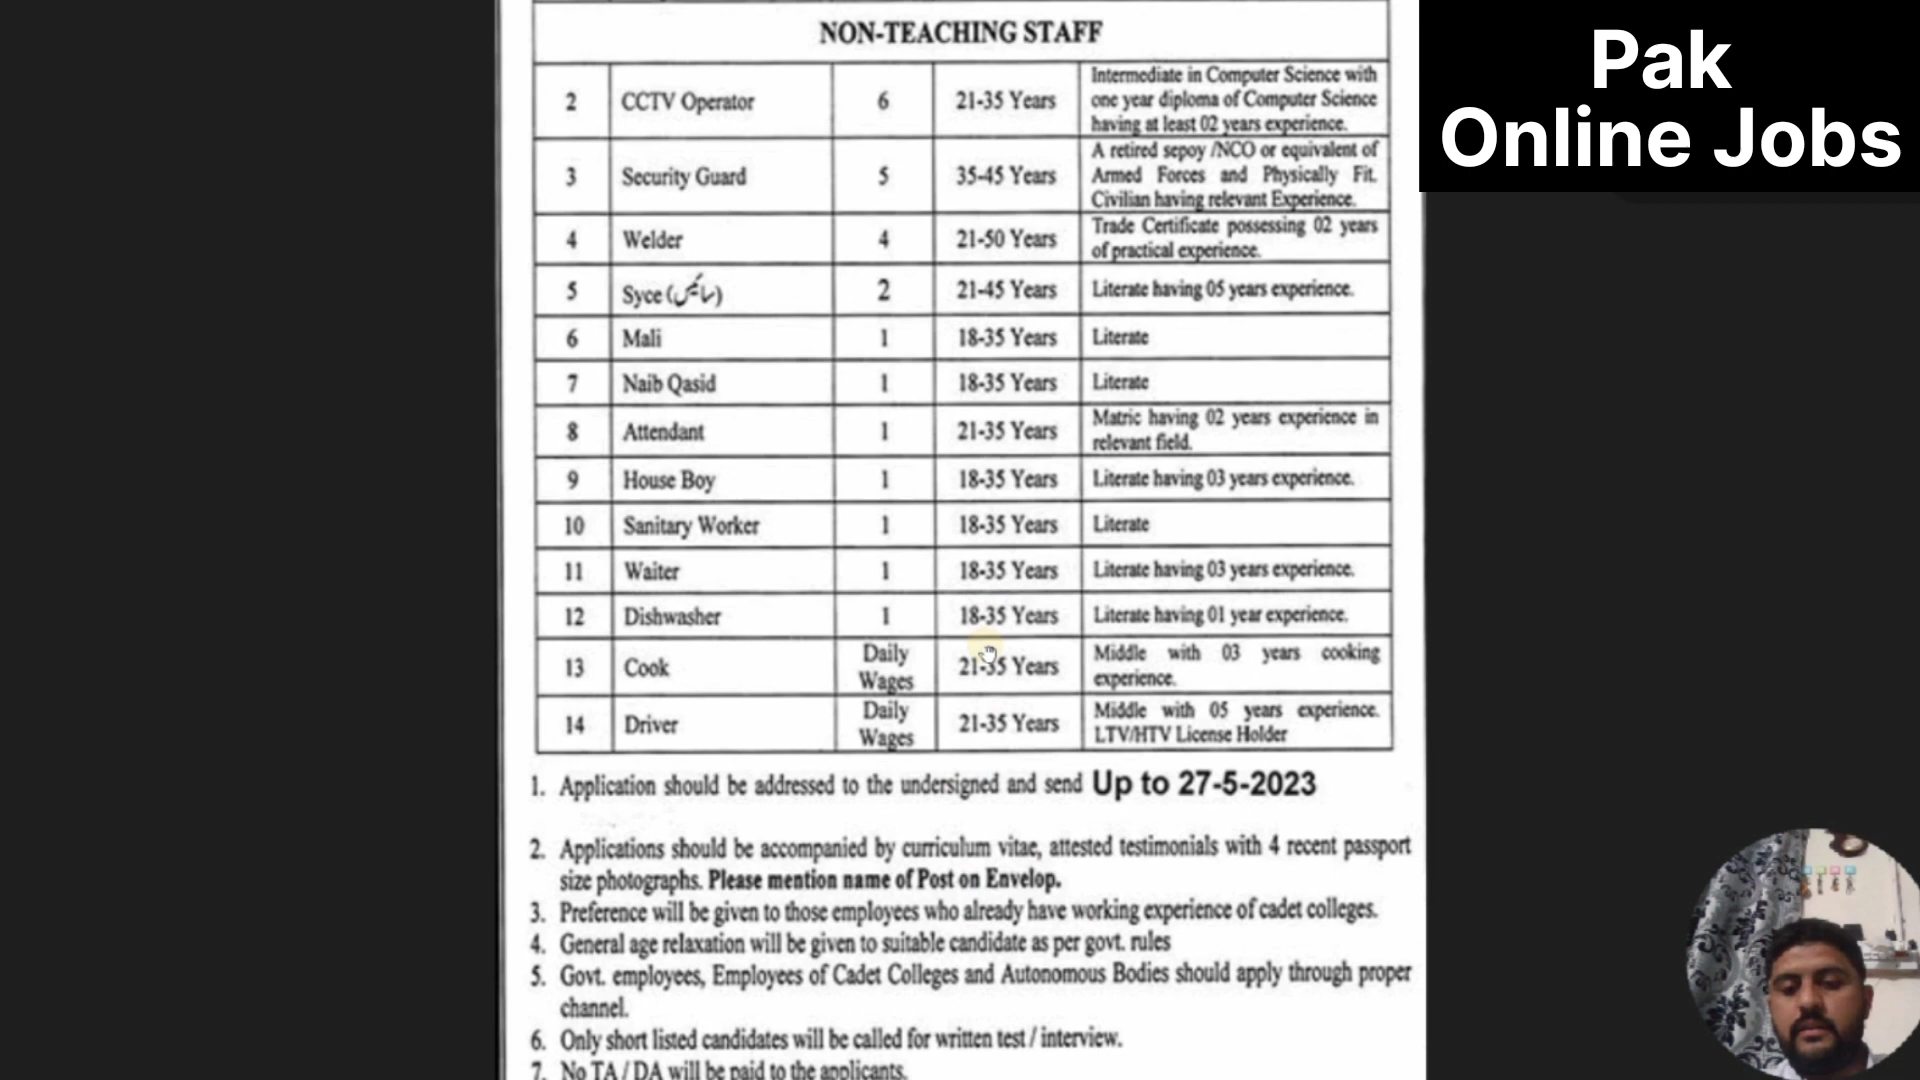 Pak
Online Jobs
NON-TEACHING STAFF
2 CCTV Operator 6 21-35 Years Intermediate in Computer Science with
one year diploma of Computer Science
having at least 02 years experience.
3 Security Guard 5 35-45 Years A retired sepoy /NCO or equivalent of
Armed Forces and Physically Fit.
Civilian having relevant Experience.
4 Welder 4 21-50 Years Trade Certificate possessing 02 years
of practical experience.
5 Syce (سائیس) 2 21-45 Years Literate having 05 years experience.
6 Mali 1 18-35 Years Literate
7 Naib Qasid 1 18-35 Years Literate
8 Attendant 1 21-35 Years Matric having 02 years experience in
relevant field.
9 House Boy 1 18-35 Years Literate having 03 years experience.
10 Sanitary Worker 1 18-35 Years Literate
11 Waiter 1 18-35 Years Literate having 03 years experience.
12 Dishwasher 1 18-35 Years Literate having 01 year experience.
13 Cook Daily Wages 21-35 Years Middle with 03 years cooking
experience.
14 Driver Daily Wages 21-35 Years Middle with 05 years experience.
LTV/HTV License Holder
1. Application should be addressed to the undersigned and send Up to 27-5-2023
2. Applications should be accompanied by curriculum vitae, attested testimonials with 4 recent passport
size photographs. Please mention name of Post on Envelop.
3. Preference will be given to those employees who already have working experience of cadet colleges.
4. General age relaxation will be given to suitable candidate as per govt. rules
5. Govt. employees, Employees of Cadet Colleges and Autonomous Bodies should apply through proper
channel.
6. Only short listed candidates will be called for written test / interview.
7. No TA / DA will be paid to the applicants.